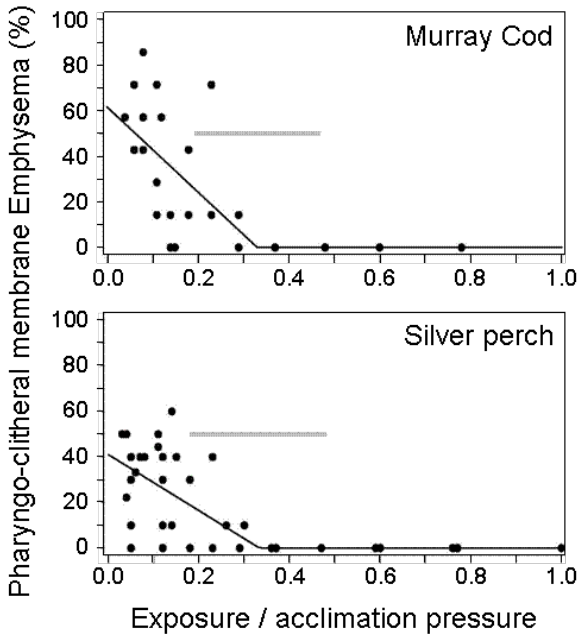 Pharyngo-clitheral membrane Emphysema (%)
Murray Cod
100
80
60
40
20
0
0.0 0.2 0.4 0.6 0.8 1.0
Silver perch
100
80
60
40
20
0
0.0 0.2 0.4 0.6 0.8 1.0
Exposure / acclimation pressure